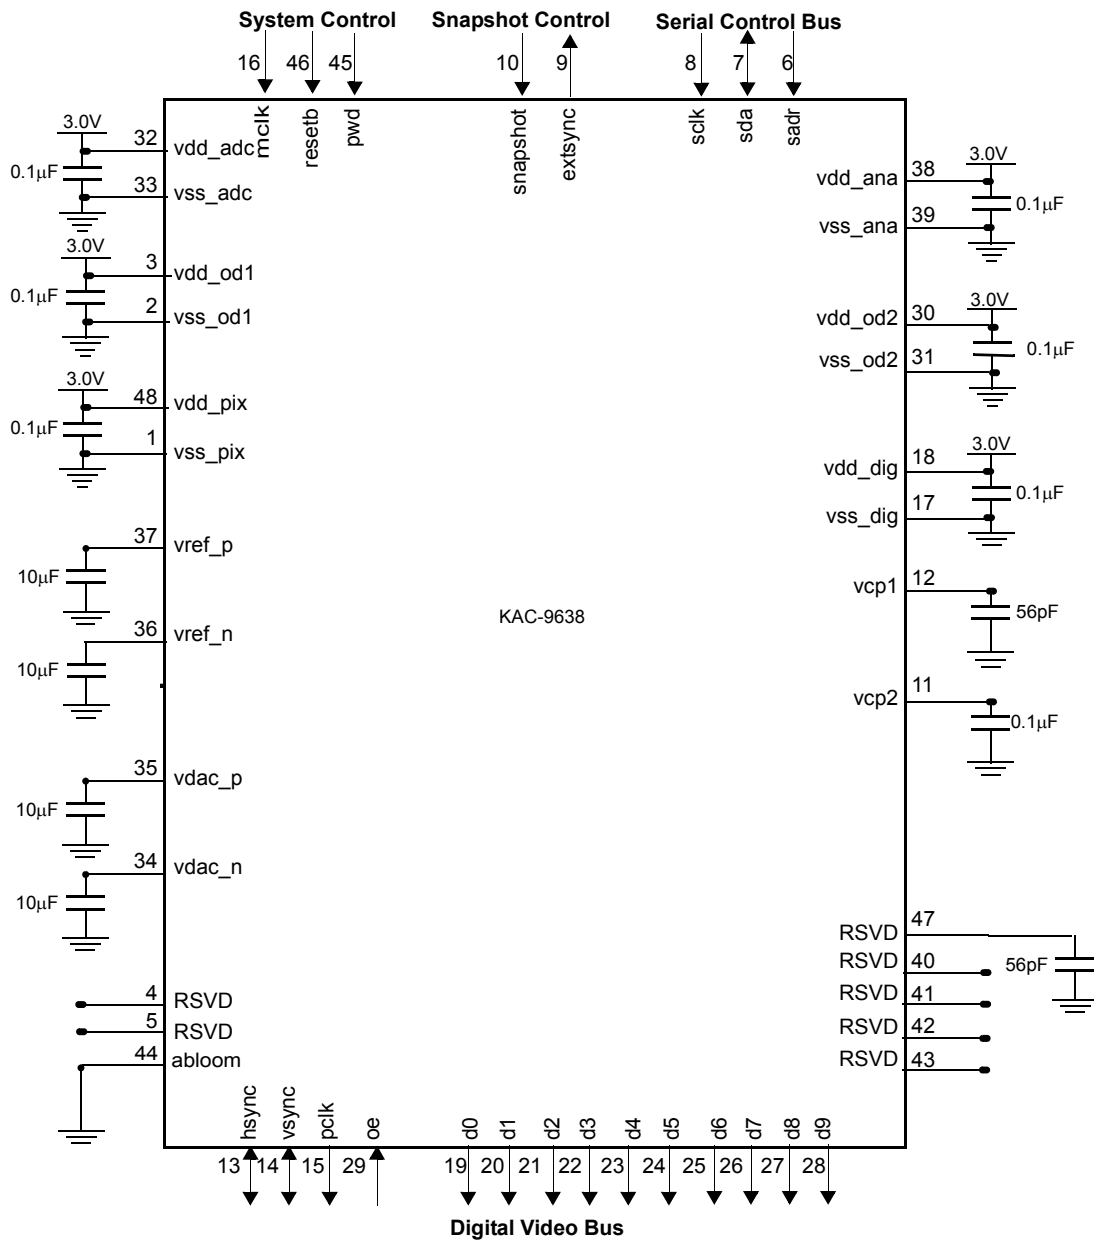 System Control
Snapshot Control
Serial Control Bus
16
46
45
10
9
8
7
6
mclk
resetb
pwd
snapshot
extsync
sclk
sda
sadr
3.0V
32
vdd_adc
0.1µF
33
vss_adc
3.0V
3
vdd_od1
0.1µF
2
vss_od1
3.0V
48
vdd_pix
0.1µF
1
vss_pix
37
vref_p
10µF
36
vref_n
10µF
35
vdac_p
10µF
34
vdac_n
10µF
4
RSVD
5
RSVD
44
abloom
KAC-9638
3.0V
vdd_ana
38
0.1µF
vss_ana
39
3.0V
vdd_od2
30
0.1µF
vss_od2
31
3.0V
vdd_dig
18
0.1µF
vss_dig
17
vcp1
12
56pF
vcp2
11
0.1µF
RSVD
47
56pF
RSVD
40
RSVD
41
RSVD
42
RSVD
43
hsync
vsync
pclk
oe
d0
d1
d2
d3
d4
d5
d6
d7
d8
d9
13
14
15
29
19
20
21
22
23
24
25
26
27
28
Digital Video Bus